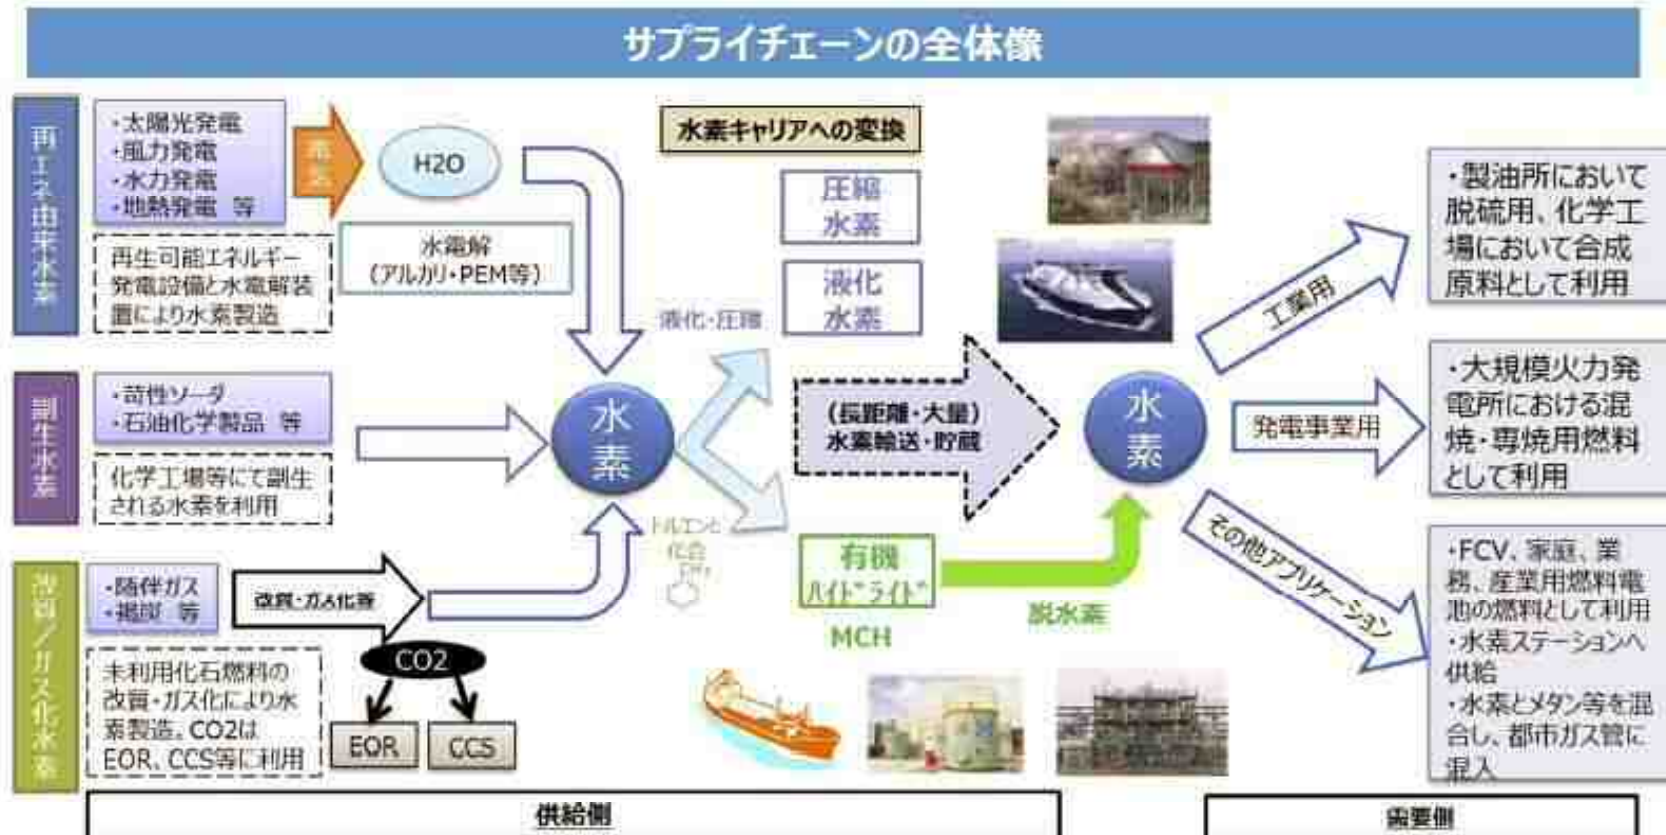 サプライチェーンの全体像
再エネ由来水素
・太陽光発電
・風力発電
・水力発電
・地熱発電 等
H2O
水電解
（アルカリ・PEM等）
再生可能エネルギー
発電設備と水電解装
置により水素製造
副生水素
・苛性ソーダ
・石油化学製品 等
化学工場等にて副生
される水素を利用
改質／ガス化水素
・随伴ガス
・褐炭 等
改質・ガス化等
未利用化石燃料の
改質・ガス化により水
素製造。CO2は
EOR、CCS等に利用
CO2
EOR
CCS
水素
水素キャリアへの変換
圧縮
水素
液化
水素
液化・圧縮
（長距離・大量）
水素輸送・貯蔵
トルエンと
化合
有機
ﾊｲﾄﾞﾗｲﾄﾞ
MCH
脱水素
水素
工業用
発電事業用
その他アプリケーション
・製油所において
脱硫用、化学工
場において合成
原料として利用
・大規模火力発
電所における混
焼・専焼用燃料
として利用
・FCV、家庭、業
務、産業用燃料電
池の燃料として利用
・水素ステーションへ
供給
・水素とメタン等を混
合し、都市ガス管に
混入
供給側
需要側